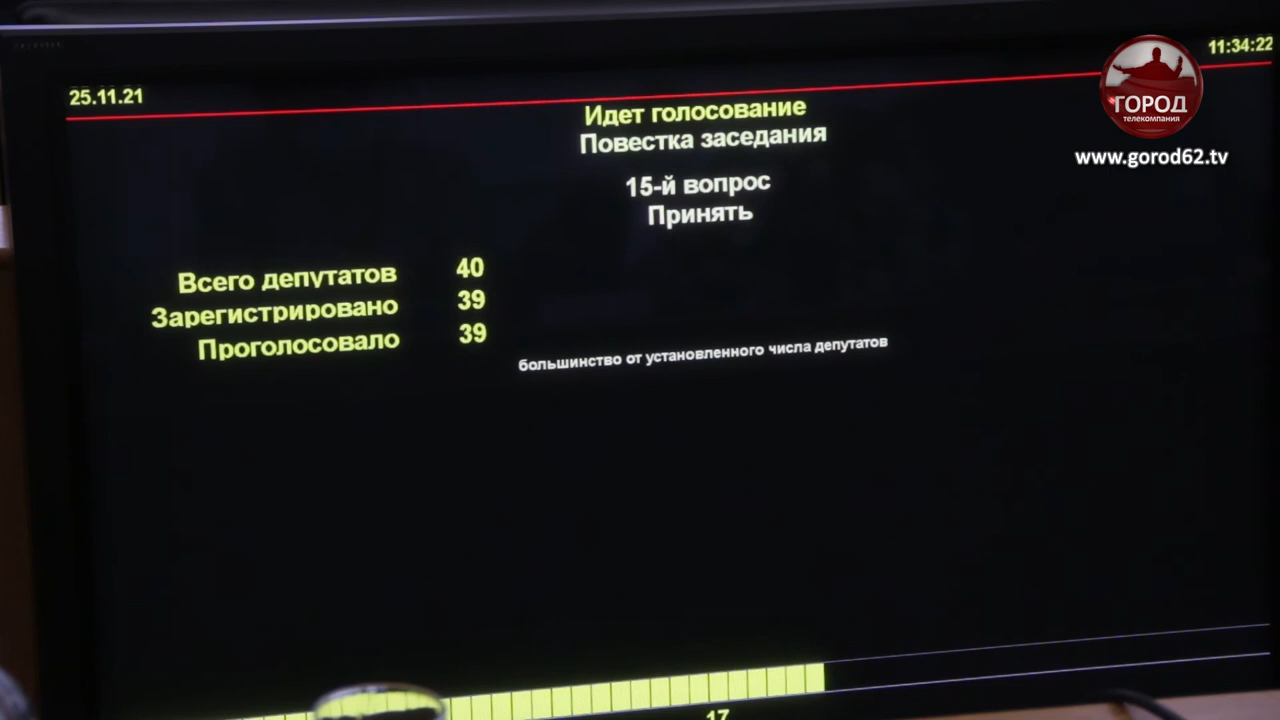 25.11.21
11:34:22
Идет голосование
Повестка заседания
15-й вопрос
Принять
Всего депутатов 40
Зарегистрировано 39
Проголосовало 39
большинство от установленного числа депутатов
17
ГОРОД
телекомпания
www.gorod62.tv